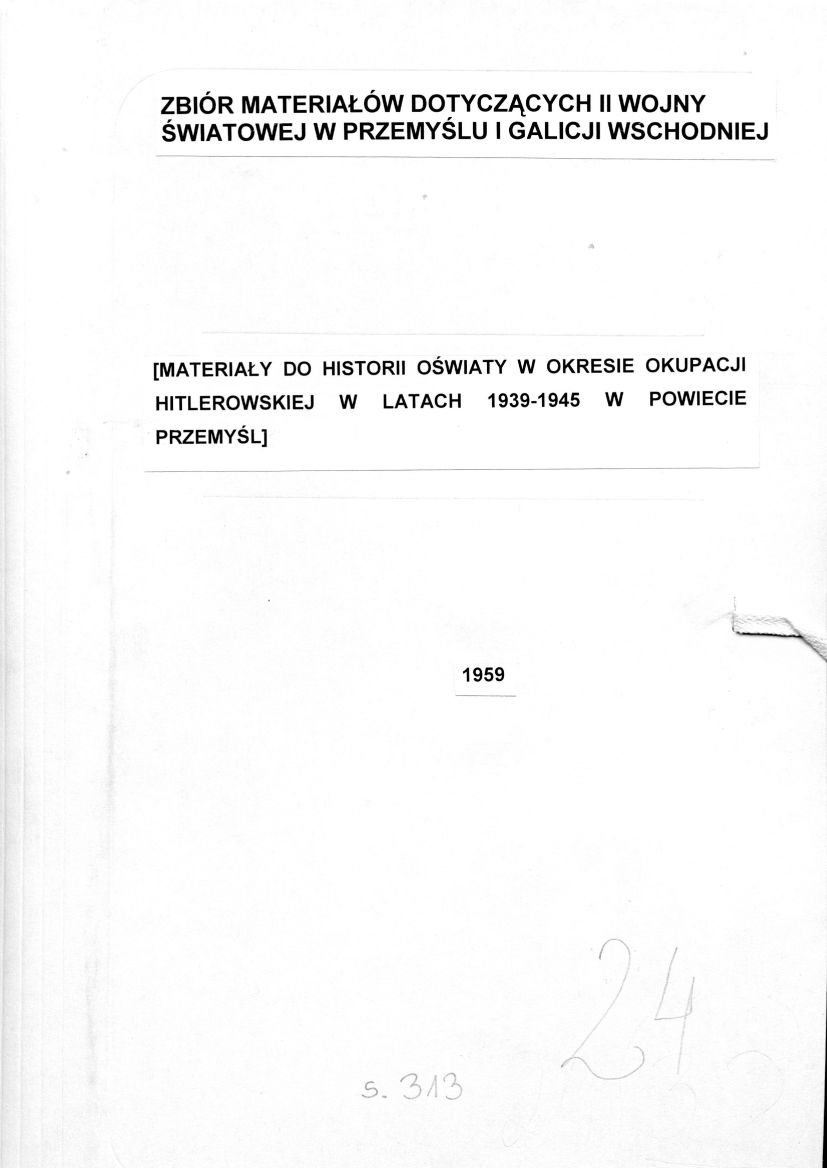 ZBIÓR MATERIAŁÓW DOTYCZĄCYCH II WOJNY
ŚWIATOWEJ W PRZEMYŚLU I GALICJI WSCHODNIEJ
[MATERIAŁY DO HISTORII OŚWIATY W OKRESIE OKUPACJI
HITLEROWSKIEJ W LATACH 1939-1945 W POWIECIE
PRZEMYŚL]
1959
24
s. 313